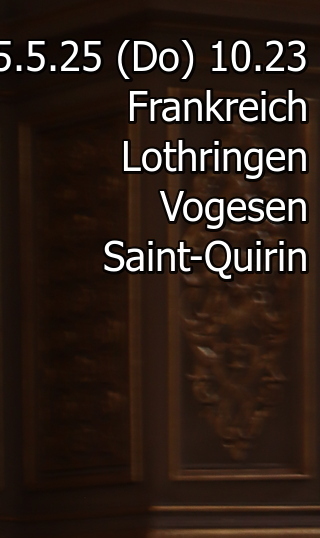 5.5.25 (Do) 10.23
Frankreich
Lothringen
Vogesen
Saint-Quirin